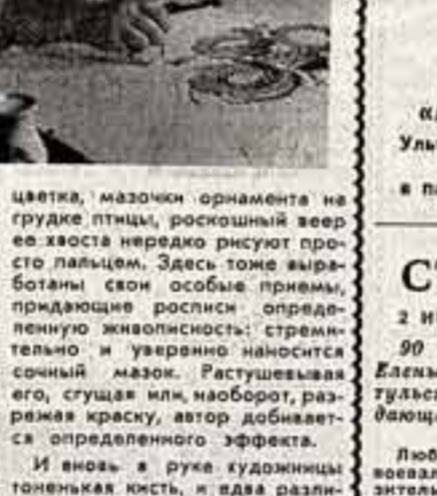 цветка, мазочки орнамента на
грудке птицы, роскошный веер
ее хвоста нередко рисуют про-
сто пальцем. Здесь тоже выра-
ботаны свои особые приемы,
придающие росписи опреде-
ленную живописность: стреми-
тельно и уверенно наносится
сочный мазок. Растушевывая
его, сгущая или, наоборот, раз-
режая краску, автор добивает-
ся определенного эффекта.
И вновь в руке художницы
тоненькая кисть, и едва разли-
2 И
90
Елены
тульс
дающ
Люб
воевал
зитель